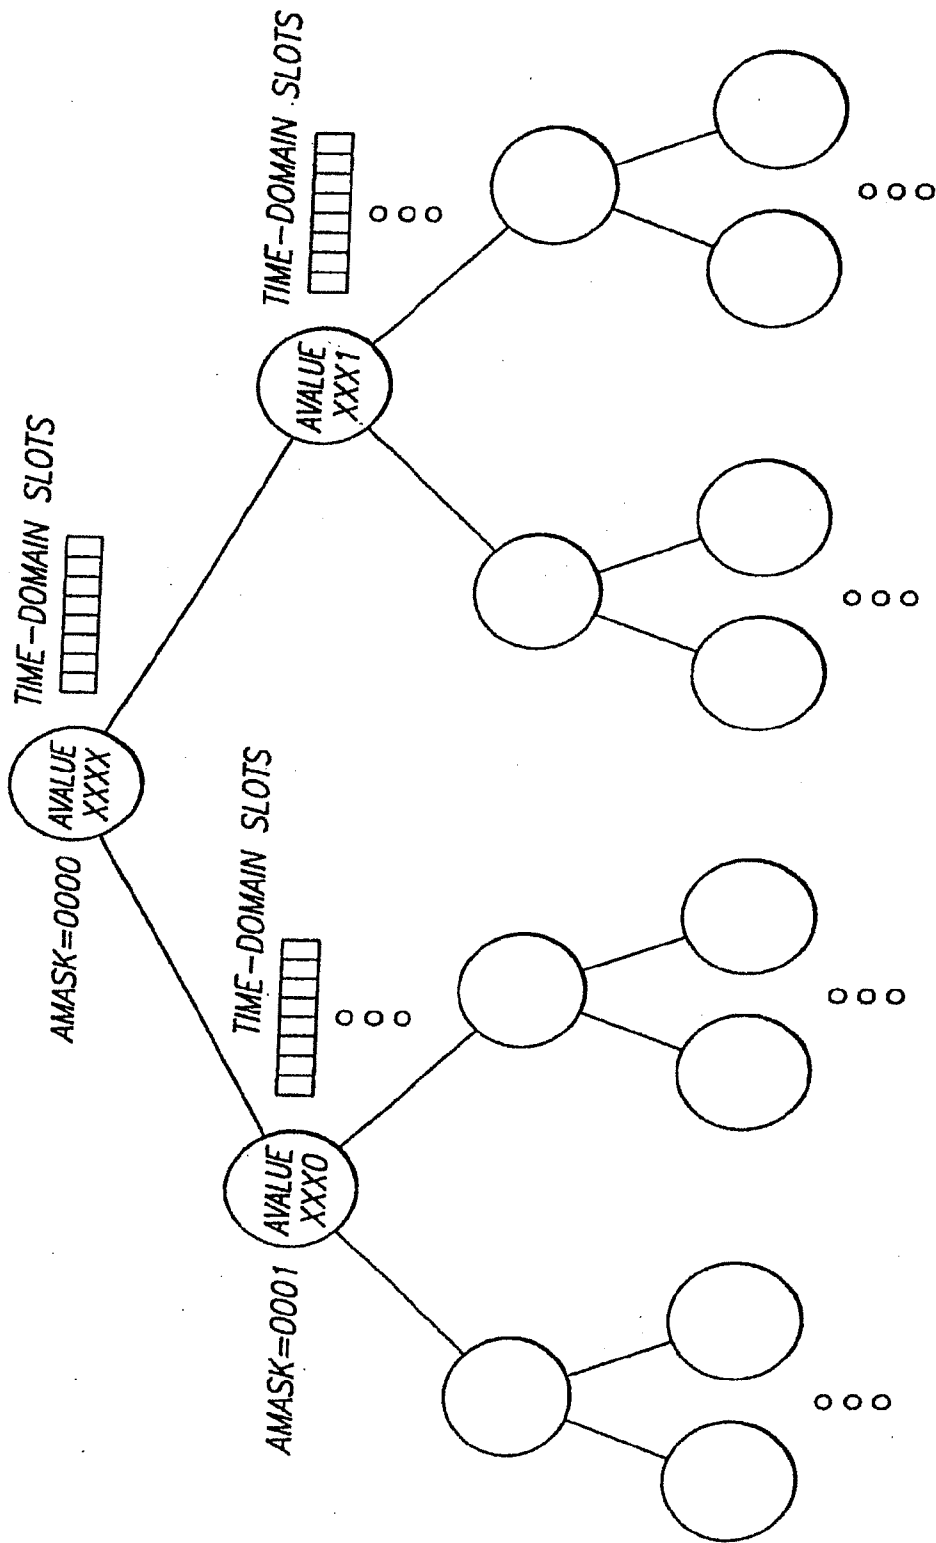 TIME-DOMAIN SLOTS
AMASK=0000
AVALUE
XXXX
TIME-DOMAIN SLOTS
AVALUE
XXX1
TIME-DOMAIN SLOTS
AMASK=0001
AVALUE
XXX0